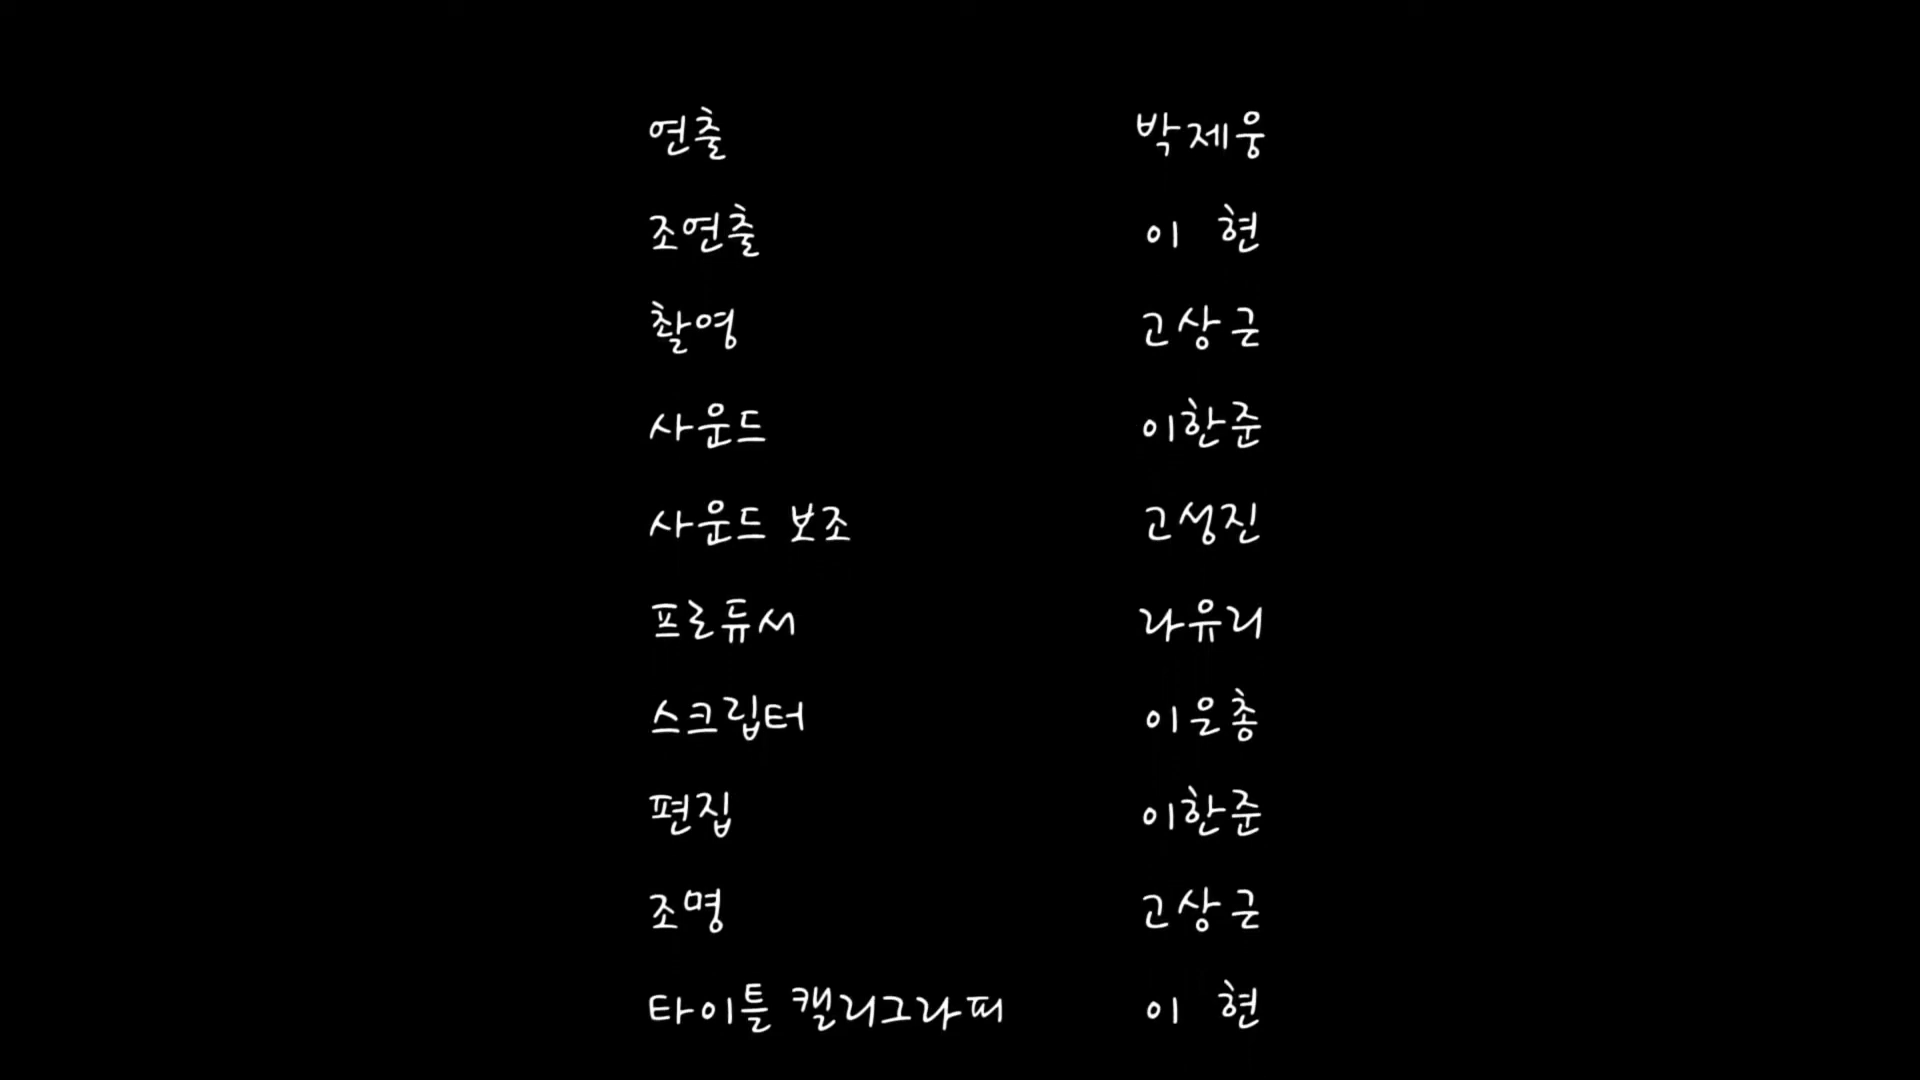 연출 박제웅
조연출 이 현
촬영 고상근
사운드 이한준
사운드 보조 고성진
프로듀서 라유리
스크립터 이은총
편집 이한준
조명 고상근
타이틀 캘리그라피 이 현